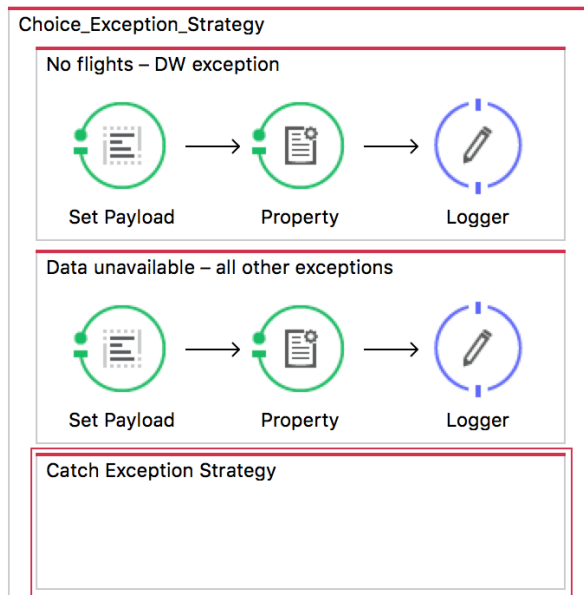 Choice_Exception_Strategy
No flights – DW exception
Set Payload
Property
Logger
Data unavailable – all other exceptions
Set Payload
Property
Logger
Catch Exception Strategy